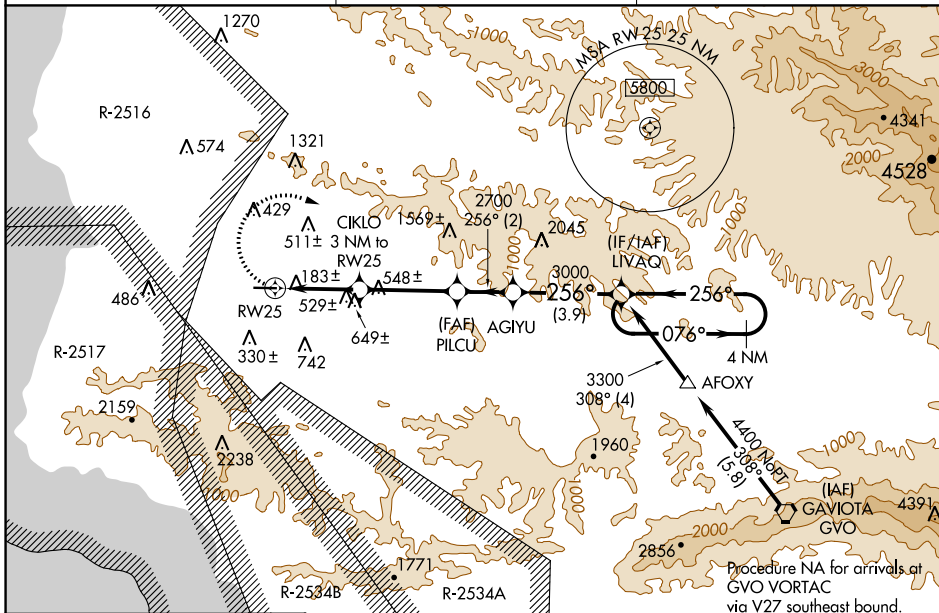 1270
1000
MSA RW25 25 NM
5800
3000
4341
2000
4528
R-2516
574
1321
429
511±
CIKLO
3 NM to
RW25
1569±
2700
256° (2)
1000
2045
(IF/IAF)
LIVAQ
1000
486
RW25
183±
529±
548±
649±
(FAF)
PILCU
AGIYU
3000
256°
(3.9)
256°
076°
4 NM
R-2517
330±
742
3300
308° (4)
AFOXY
2159
2238
1000
1960
1000
4400 NoPT
308°
(5.8)
1000
(IAF)
GAVIOTA
GVO
4391
2000
2856
1771
R-2534B
R-2534A
Procedure NA for arrivals at
GVO VORTAC
via V27 southeast bound.